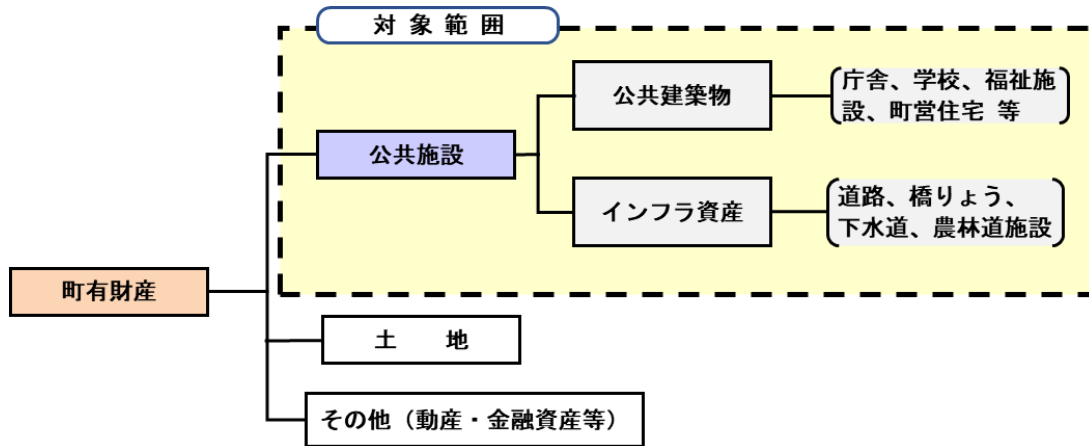 対 象 範 囲
公共建築物
庁舎、学校、福祉施
設、町営住宅 等
公共施設
インフラ資産
道路、橋りょう、
下水道、農林道施設
町有財産
土　　地
その他（動産・金融資産等）